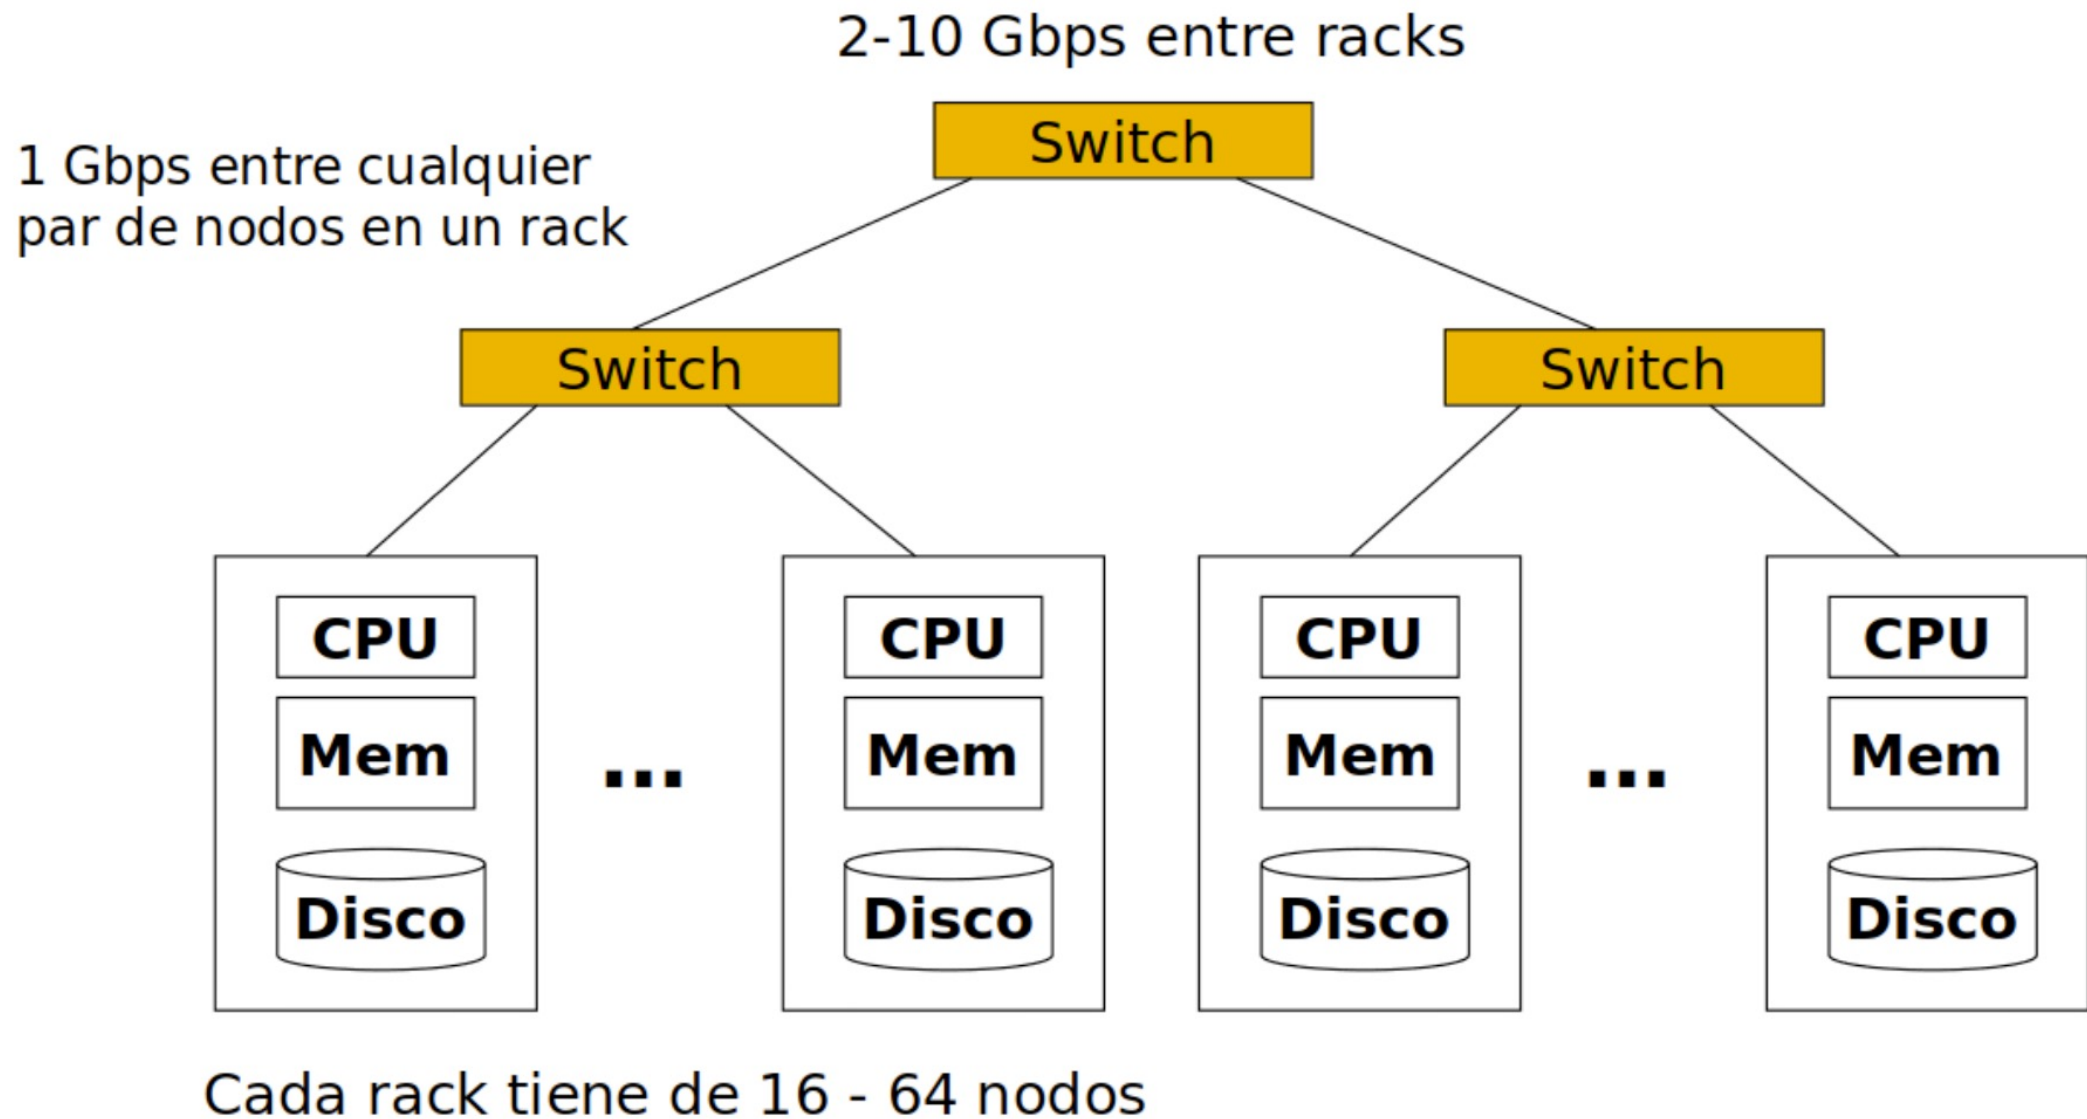 2-10 Gbps entre racks
1 Gbps entre cualquier
par de nodos en un rack
Switch
Switch
Switch
CPU
Mem
Disco
...
CPU
Mem
Disco
CPU
Mem
Disco
...
CPU
Mem
Disco
Cada rack tiene de 16 - 64 nodos